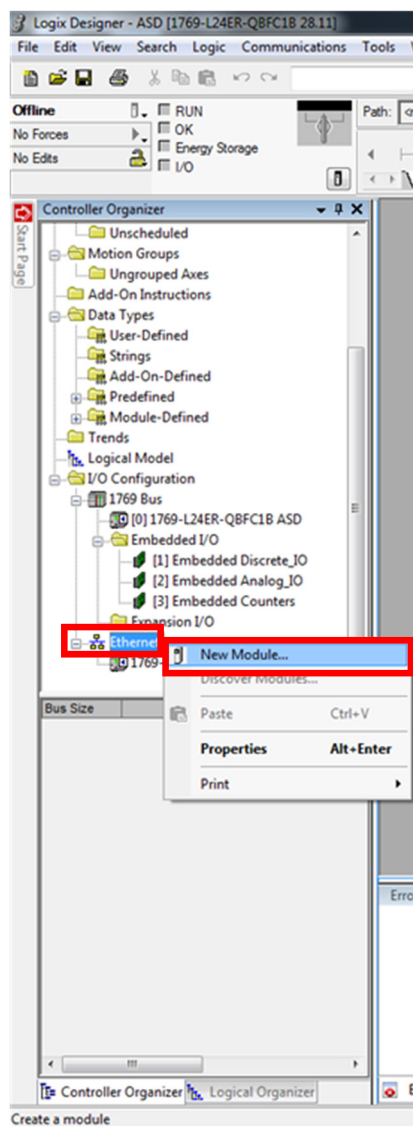 Logix Designer - ASD [1769-L24ER-QBFC1B 28.11]
File Edit View Search Logic Communications Tools
Offline
RUN
Path:
No Forces
OK
Energy Storage
No Edits
I/O
Start Page
Controller Organizer
Unscheduled
Motion Groups
Ungrouped Axes
Add-On Instructions
Data Types
User-Defined
Strings
Add-On-Defined
Predefined
Module-Defined
Trends
Logical Model
I/O Configuration
1769 Bus
[0] 1769-L24ER-QBFC1B ASD
Embedded I/O
[1] Embedded Discrete_IO
[2] Embedded Analog_IO
[3] Embedded Counters
Expansion I/O
Ethernet
New Module...
1769-
Discover Modules...
Bus Size
Paste Ctrl+V
Properties Alt+Enter
Print
Erro
Controller Organizer Logical Organizer
Create a module